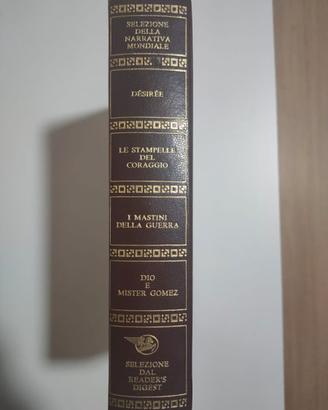 SELEZIONE
DELLA
NARRATIVA
MONDIALE
DÉSIRÉE
LE STAMPELLE
DEL
CORAGGIO
I MASTINI
DELLA GUERRA
DIO
E
MISTER GOMEZ
SELEZIONE
DAL
READER'S
DIGEST